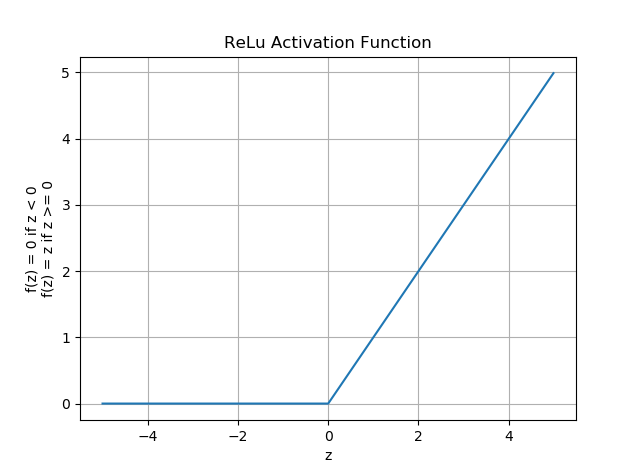 ReLu Activation Function
f(z) = 0 if z < 0
f(z) = z if z >= 0
5
4
3
2
1
0
−4 −2 0 2 4
z